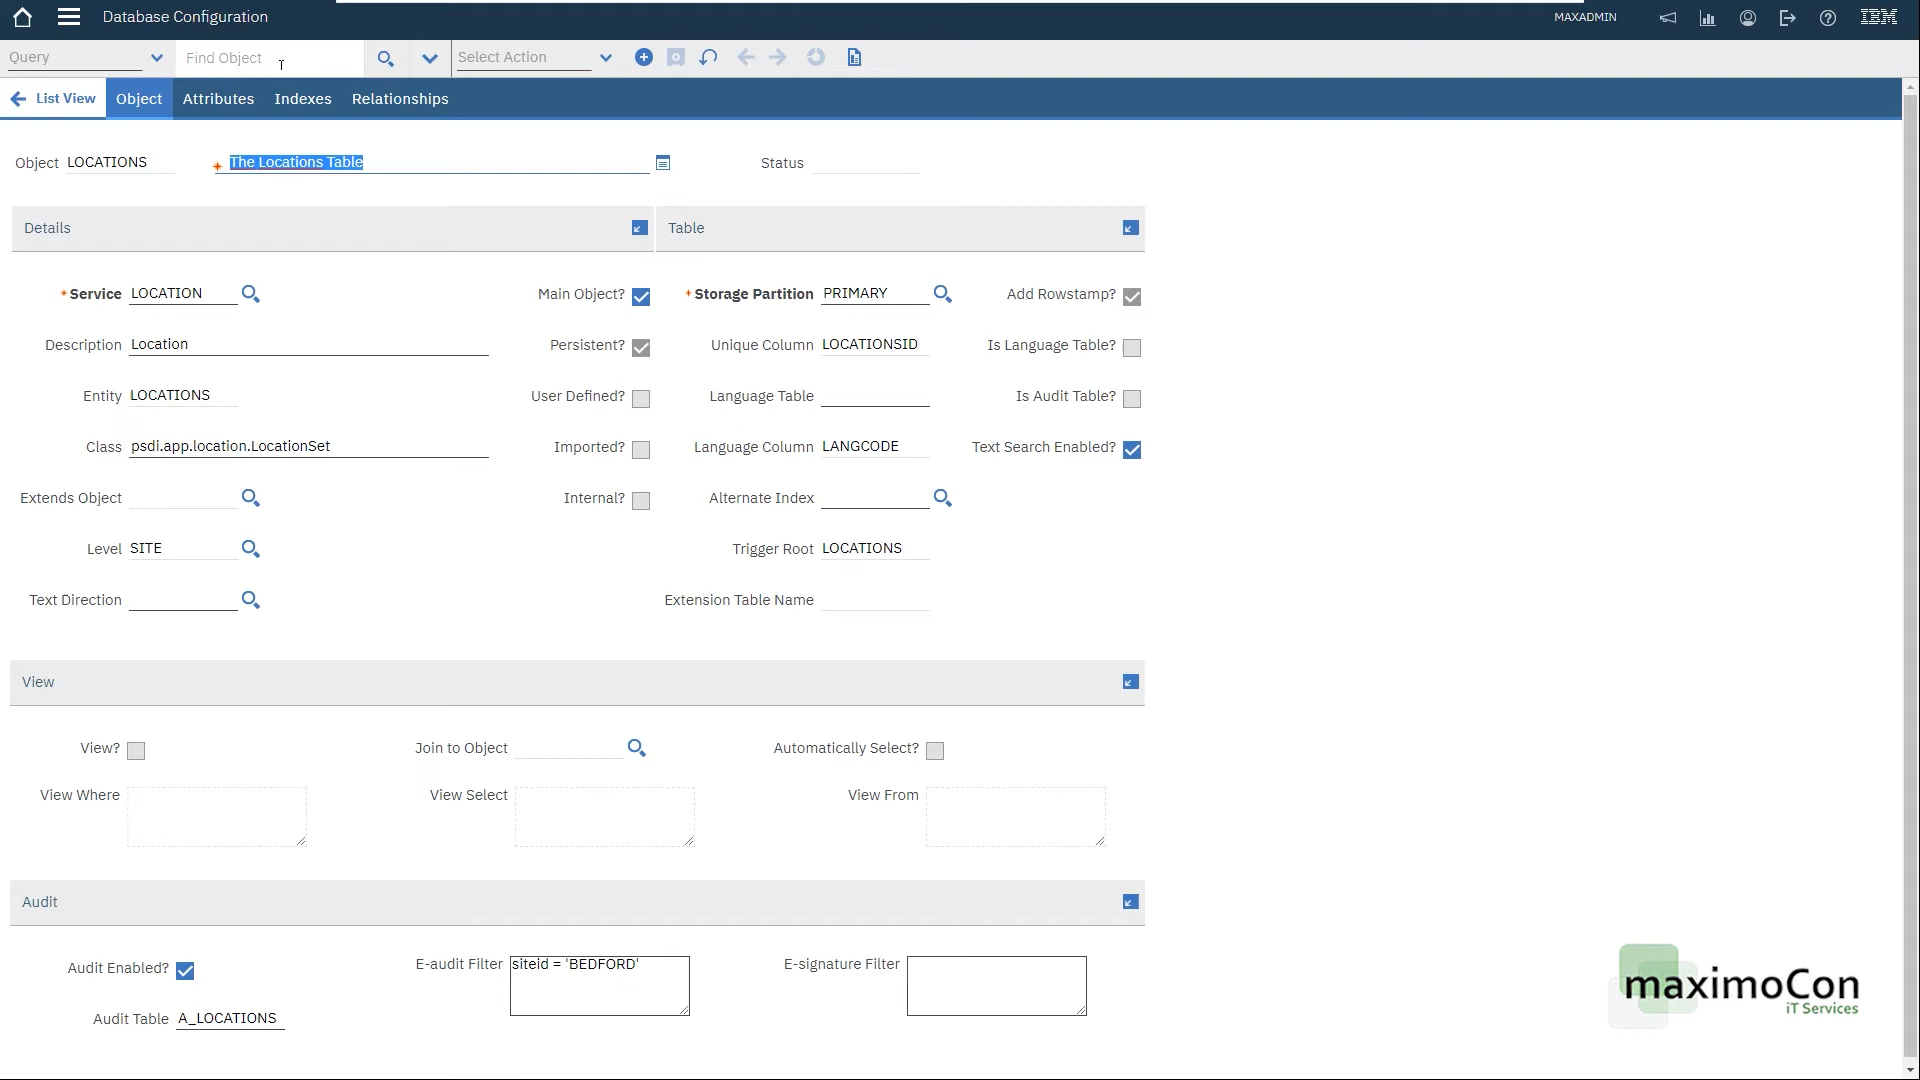 Database Configuration MAXADMIN IBM
Query Find Object Select Action
List View Object Attributes Indexes Relationships
Object LOCATIONS The Locations Table Status
Details Table
Service LOCATION Main Object? Storage Partition PRIMARY Add Rowstamp?
Description Location Persistent? Unique Column LOCATIONSID Is Language Table?
Entity LOCATIONS User Defined? Language Table Is Audit Table?
Class psdi.app.location.LocationSet Imported? Language Column LANGCODE Text Search Enabled?
Extends Object Internal? Alternate Index
Level SITE Trigger Root LOCATIONS
Text Direction Extension Table Name
View
View? Join to Object Automatically Select?
View Where View Select View From
Audit
Audit Enabled? E-audit Filter siteid = 'BEDFORD' E-signature Filter
Audit Table A_LOCATIONS
maximoCon
iT Services